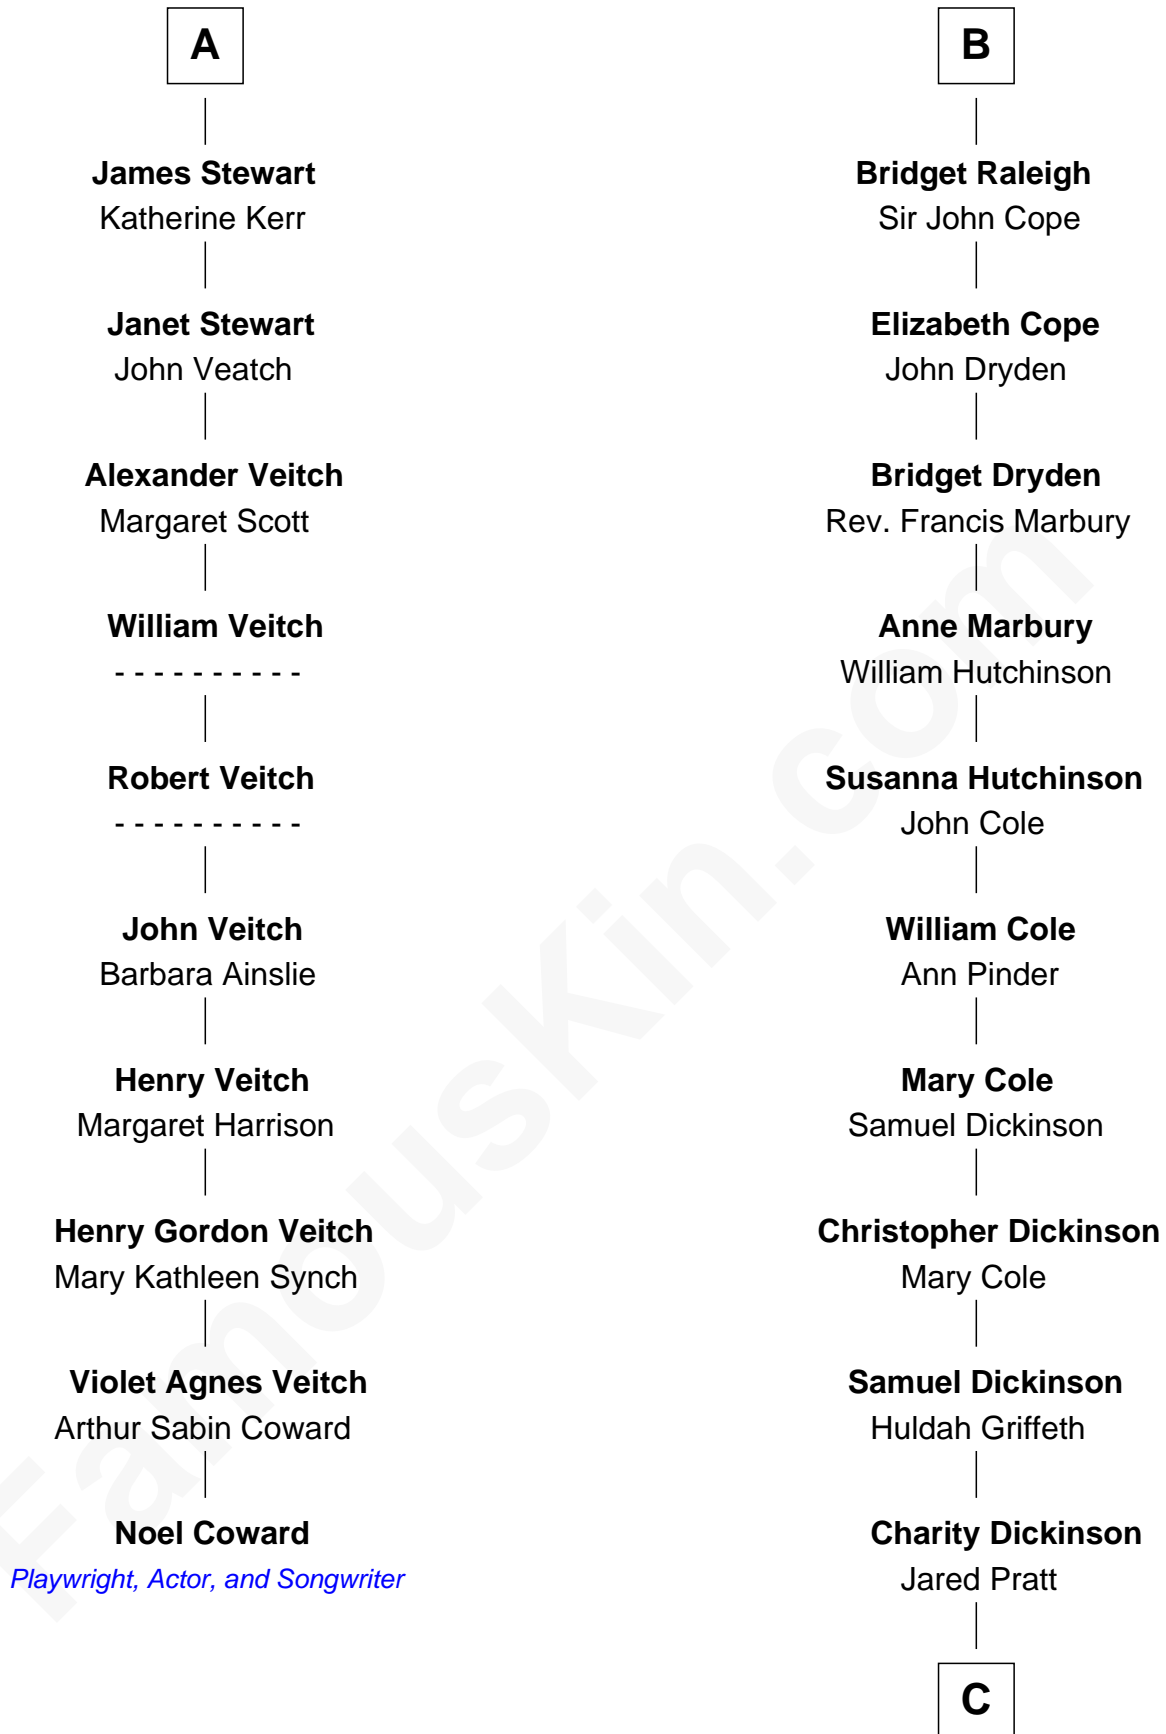 A
James Stewart
Katherine Kerr
Janet Stewart
John Veatch
Alexander Veitch
Margaret Scott
William Veitch
- - - - - - - - - -
Robert Veitch
- - - - - - - - - -
John Veitch
Barbara Ainslie
Henry Veitch
Margaret Harrison
Henry Gordon Veitch
Mary Kathleen Synch
Violet Agnes Veitch
Arthur Sabin Coward
Noel Coward
Playwright, Actor, and Songwriter
B
Bridget Raleigh
Sir John Cope
Elizabeth Cope
John Dryden
Bridget Dryden
Rev. Francis Marbury
Anne Marbury
William Hutchinson
Susanna Hutchinson
John Cole
William Cole
Ann Pinder
Mary Cole
Samuel Dickinson
Christopher Dickinson
Mary Cole
Samuel Dickinson
Huldah Griffeth
Charity Dickinson
Jared Pratt
C
FamousKin.com